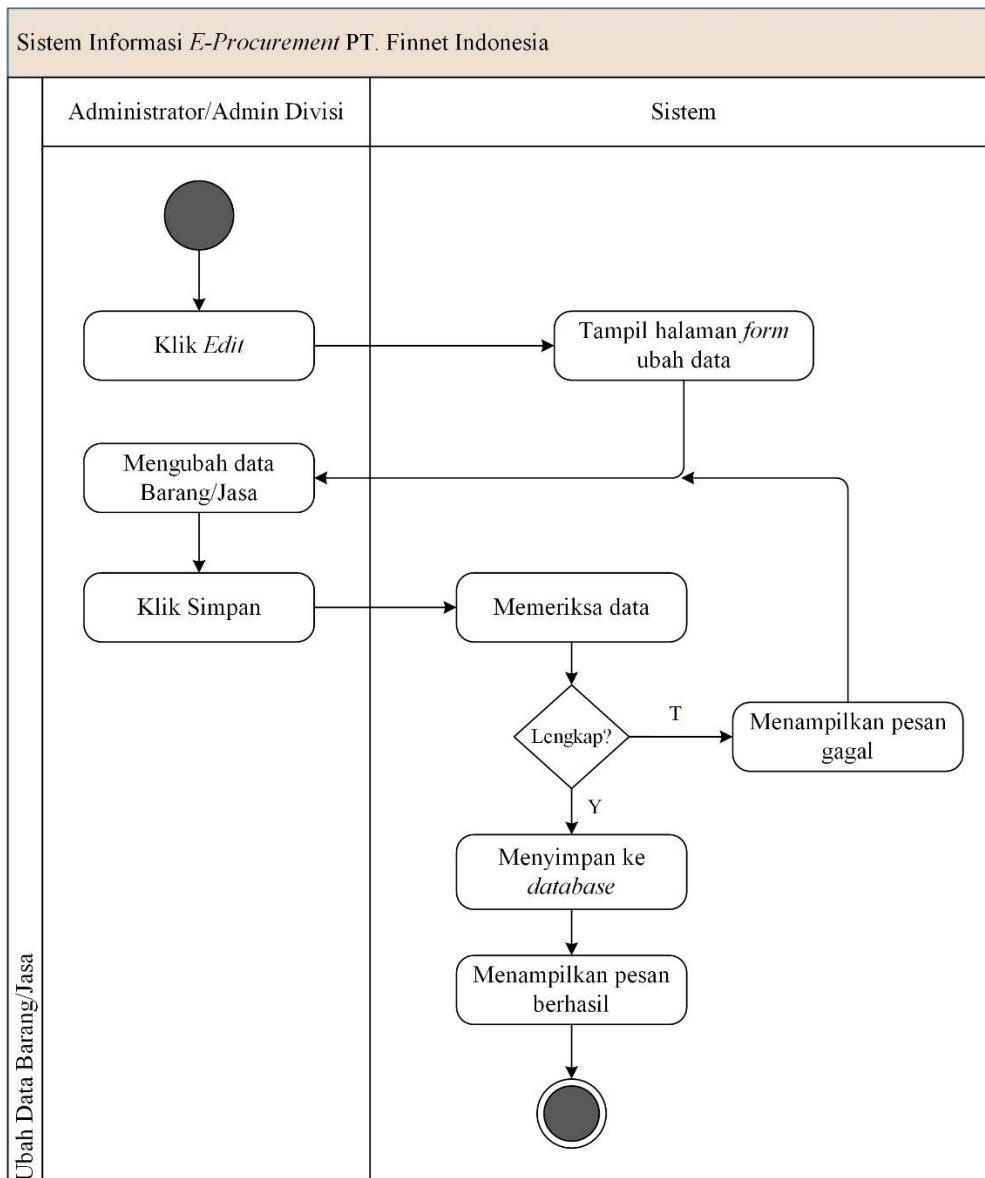 Sistem Informasi E-Procurement PT. Finnet Indonesia
Administrator/Admin Divisi
Sistem
Klik Edit
Tampil halaman form
ubah data
Mengubah data
Barang/Jasa
Klik Simpan
Memeriksa data
Lengkap?
T
Menampilkan pesan
gagal
Y
Menyimpan ke
database
Menampilkan pesan
berhasil
Ubah Data Barang/Jasa